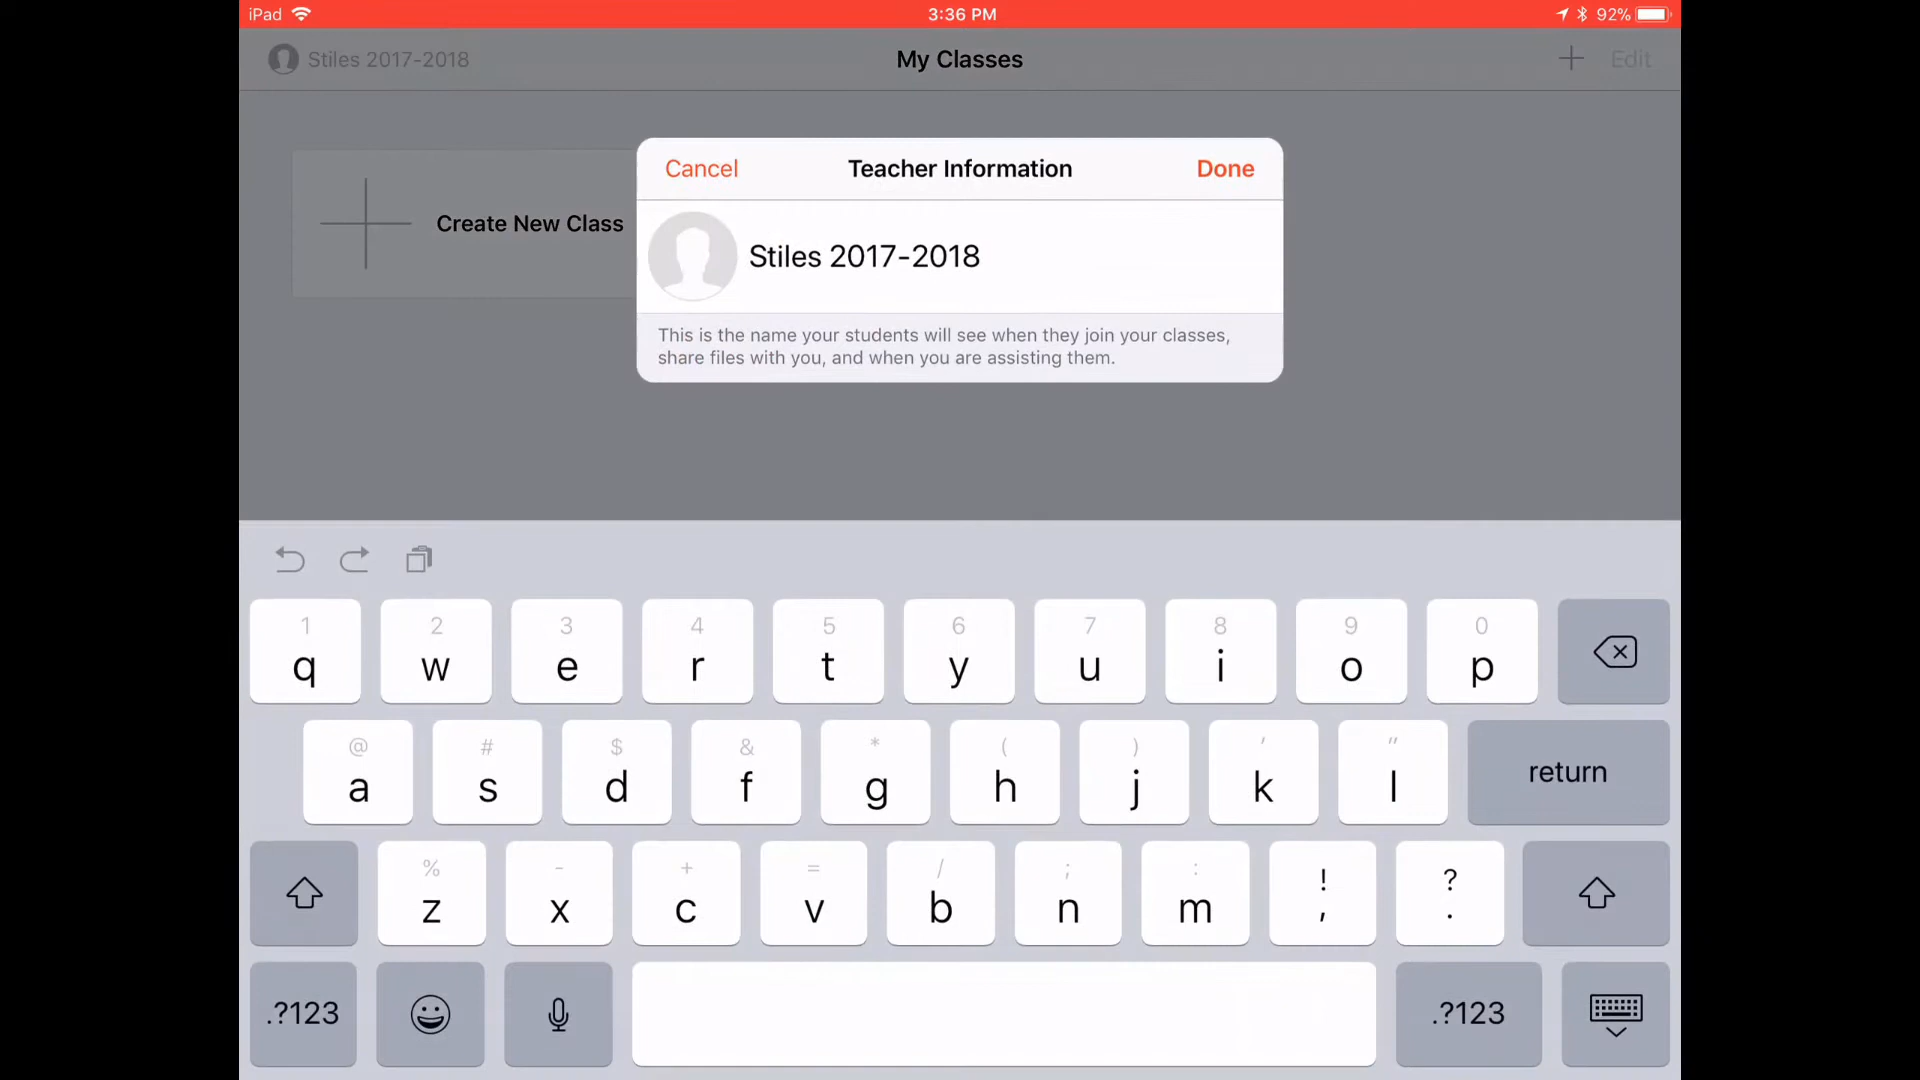 iPad
3:36 PM
92%
Stiles 2017-2018
My Classes
Edit
Cancel
Teacher Information
Done
Create New Class
Stiles 2017-2018
This is the name your students will see when they join your classes,
share files with you, and when you are assisting them.
1 2 3 4 5 6 7 8 9 0
q w e r t y u i o p
@ # $ & * ( ) ' "
a s d f g h j k l
return
% - + = / ; : ! ?
z x c v b n m , .
.?123
.?123